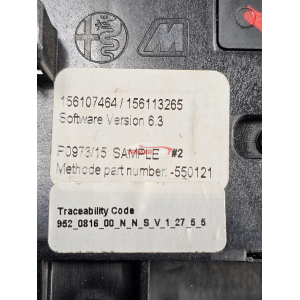 156107464 / 156113265
Software Version 6.3
P0973/15 SAMPLE #2
Methode part number: -550121
Traceability Code
952_0816_00_N_N_S_V_1_27_5_5